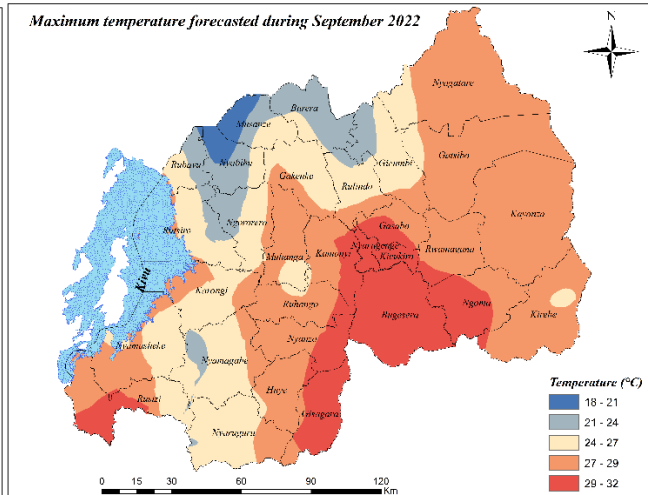 Maximum temperature forecasted during September 2022
N
Nyagatare
Burera
Musanze
Rubavu
Nyabihu
Gakenke
Rulindo
Gicumbi
Gatsibo
Ngororero
Kayonza
Rutsiro
Gasabo
Nyarugenge
Kicukiro
Rwamagana
Muhanga
Kamonyi
Kivu
Karongi
Ruhango
Bugesera
Ngoma
Kirehe
Nyamasheke
Nyamagabe
Nyanza
Rusizi
Huye
Gisagara
Nyaruguru
Temperature (°C)
18 - 21
21 - 24
24 - 27
27 - 29
29 - 32
0 15 30 60 90 120
Km